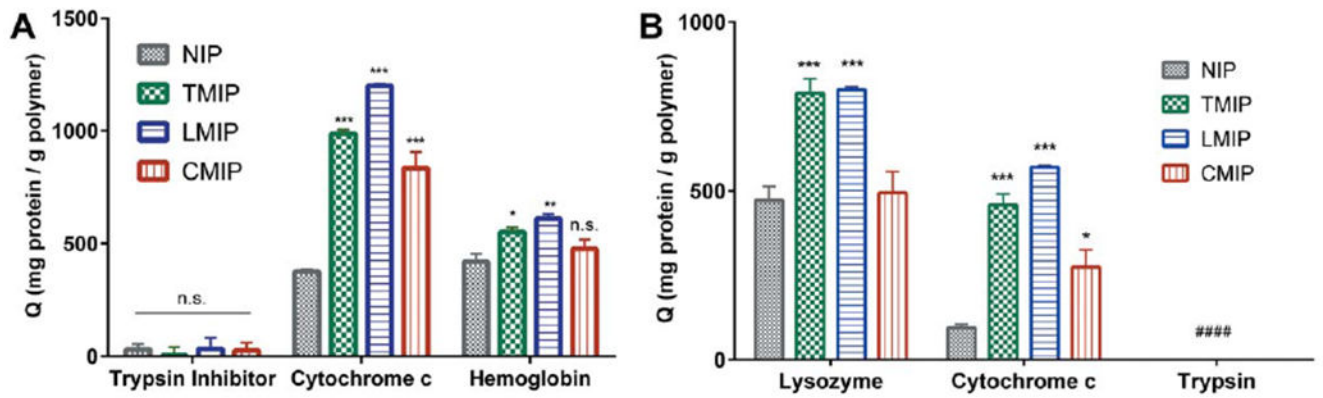 A
Q (mg protein / g polymer)
1500
1000
500
0
NIP
TMIP
LMIP
CMIP
n.s.
***
***
***
*
**
n.s.
Trypsin Inhibitor
Cytochrome c
Hemoglobin
B
Q (mg protein / g polymer)
1000
500
0
NIP
TMIP
LMIP
CMIP
***
***
***
***
*
####
Lysozyme
Cytochrome c
Trypsin